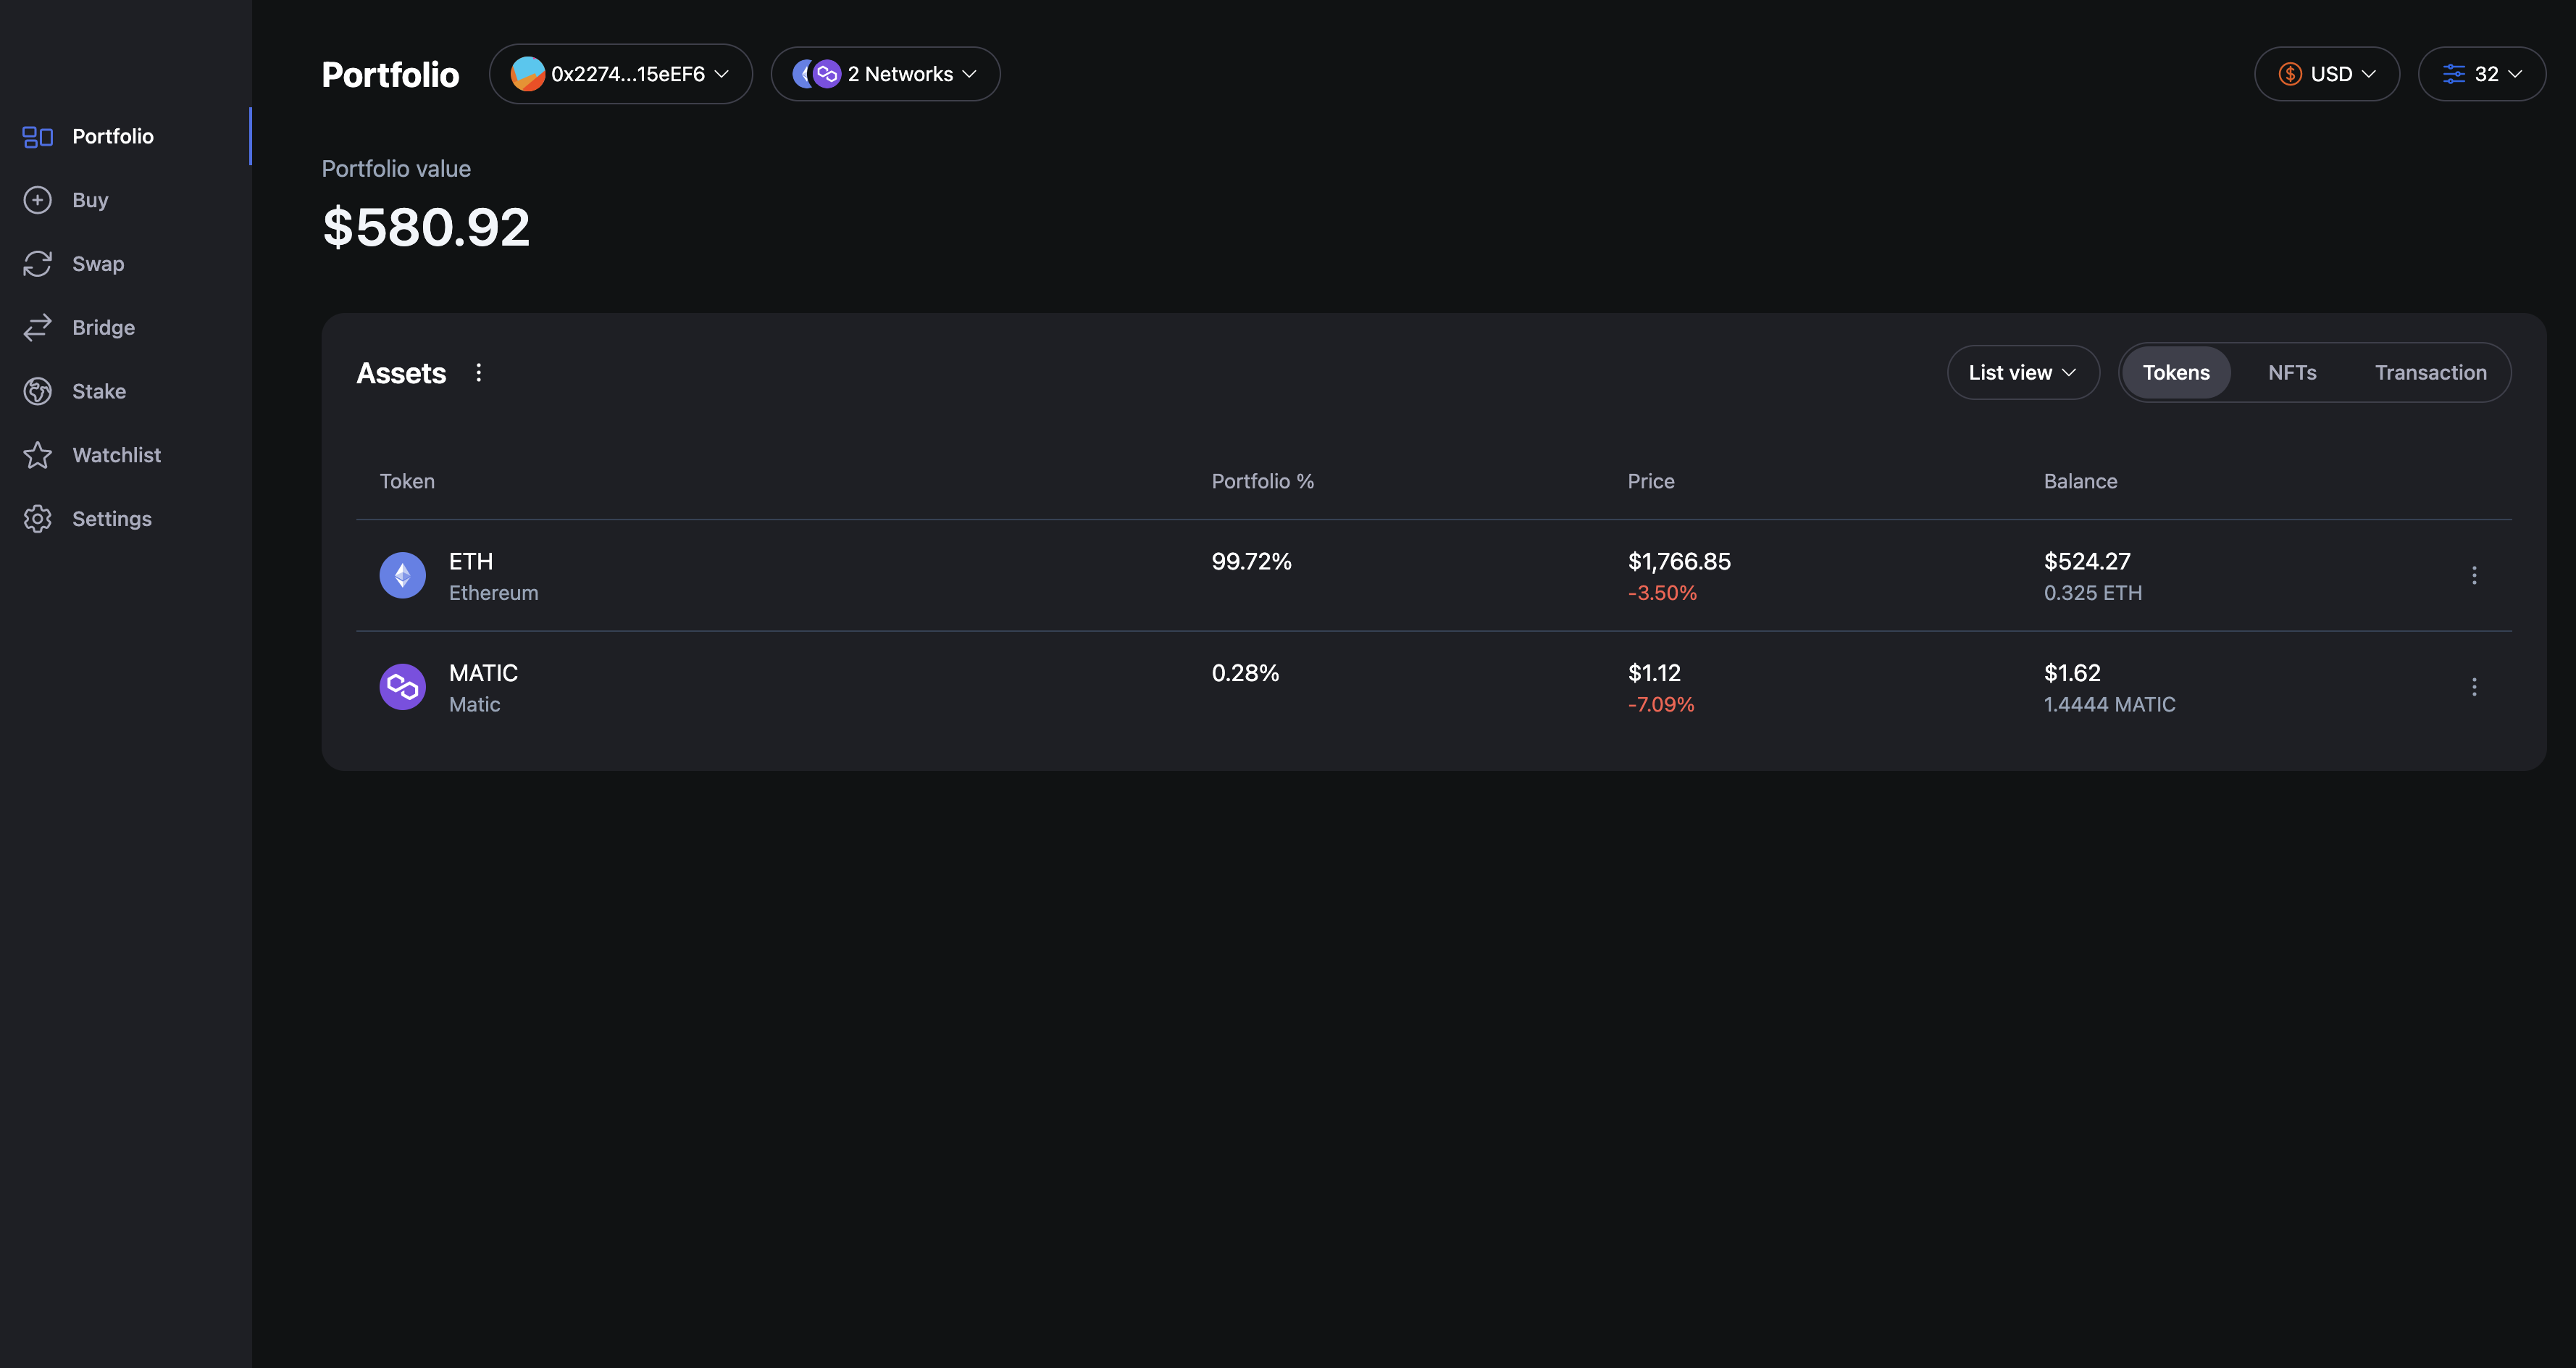 Portfolio
0x2274...15eEF6
2 Networks
USD
32
Portfolio
Buy
Swap
Bridge
Stake
Watchlist
Settings
Portfolio value
$580.92
Assets
List view
Tokens
NFTs
Transaction
Token
Portfolio %
Price
Balance
ETH
99.72%
$1,766.85
$524.27
Ethereum
-3.50%
0.325 ETH
MATIC
0.28%
$1.12
$1.62
Matic
-7.09%
1.4444 MATIC